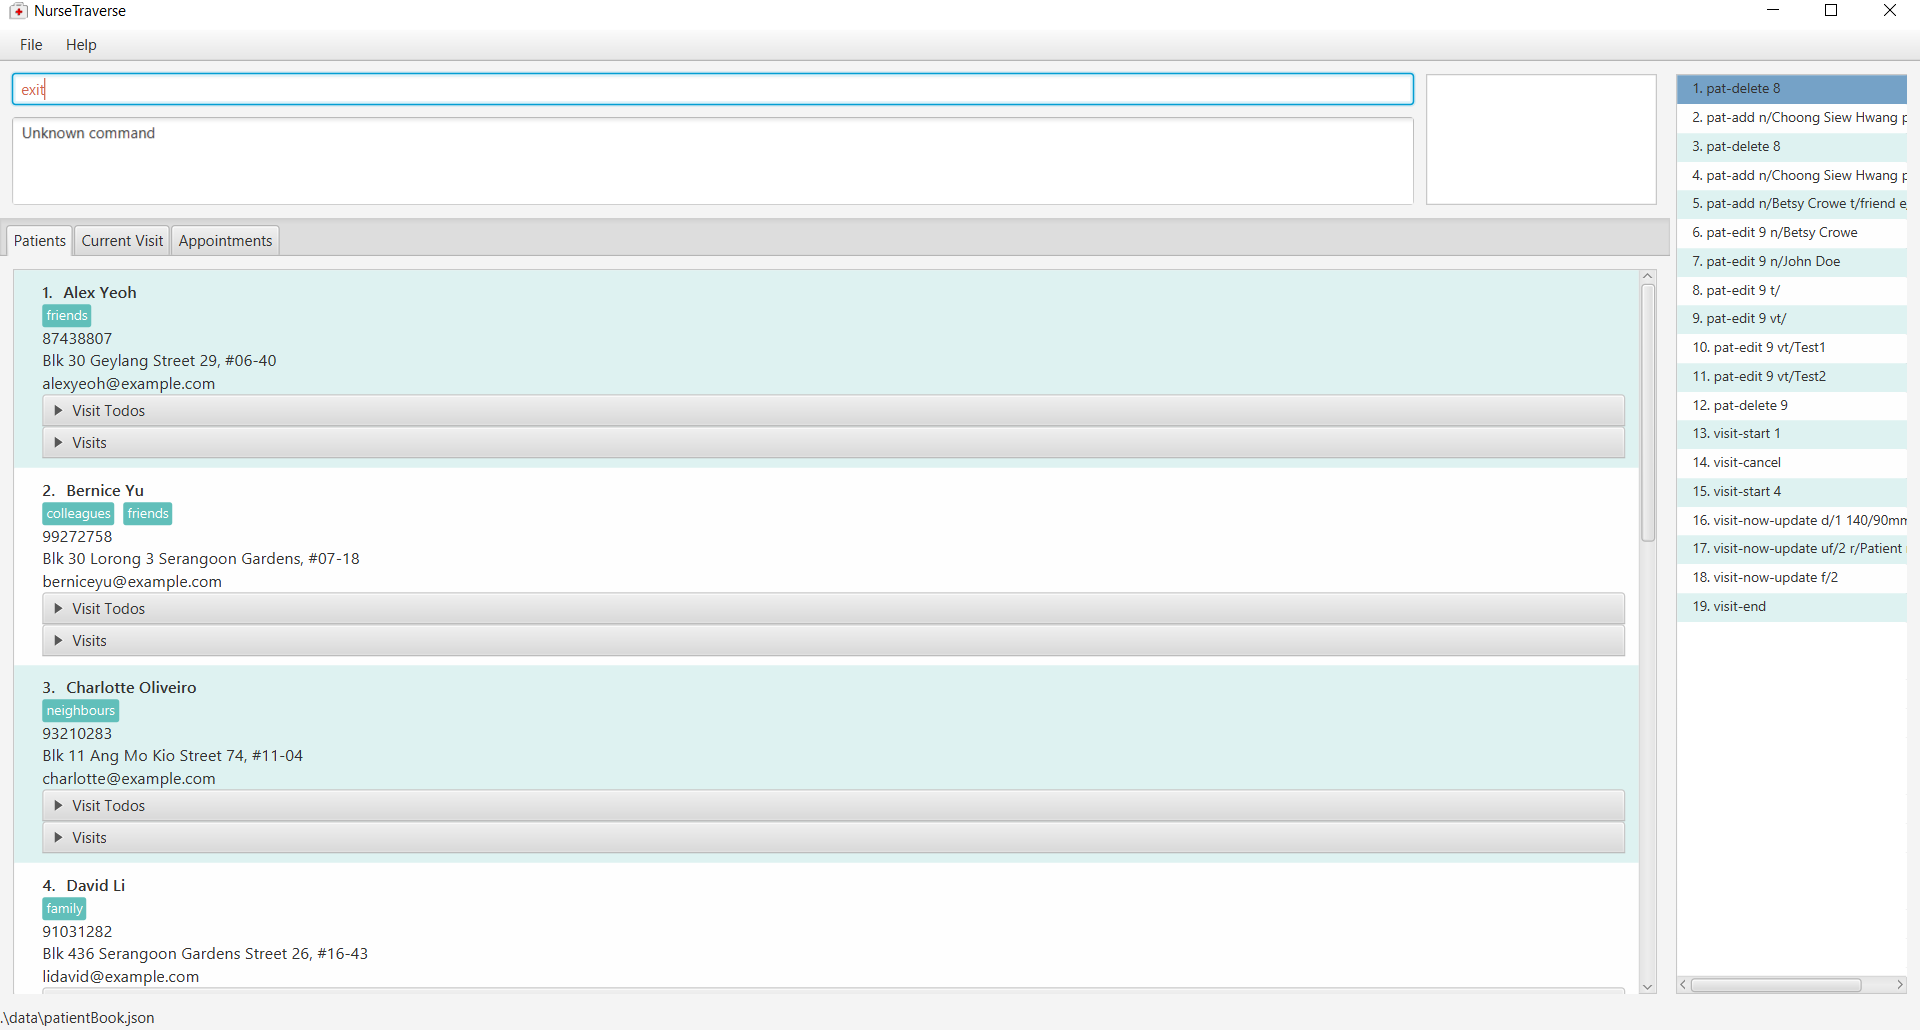 NurseTraverse
File Help
exit
Unknown command
Patients Current Visit Appointments
1. Alex Yeoh
friends
87438807
Blk 30 Geylang Street 29, #06-40
alexyeoh@example.com
Visit Todos
Visits
2. Bernice Yu
colleagues friends
99272758
Blk 30 Lorong 3 Serangoon Gardens, #07-18
berniceyu@example.com
Visit Todos
Visits
3. Charlotte Oliveiro
neighbours
93210283
Blk 11 Ang Mo Kio Street 74, #11-04
charlotte@example.com
Visit Todos
Visits
4. David Li
family
91031282
Blk 436 Serangoon Gardens Street 26, #16-43
lidavid@example.com
1. pat-delete 8
2. pat-add n/Choong Siew Hwang p
3. pat-delete 8
4. pat-add n/Choong Siew Hwang p
5. pat-add n/Betsy Crowe t/friend e
6. pat-edit 9 n/Betsy Crowe
7. pat-edit 9 n/John Doe
8. pat-edit 9 t/
9. pat-edit 9 vt/
10. pat-edit 9 vt/Test1
11. pat-edit 9 vt/Test2
12. pat-delete 9
13. visit-start 1
14. visit-cancel
15. visit-start 4
16. visit-now-update d/1 140/90mm
17. visit-now-update uf/2 r/Patient
18. visit-now-update f/2
19. visit-end
.\data\patientBook.json